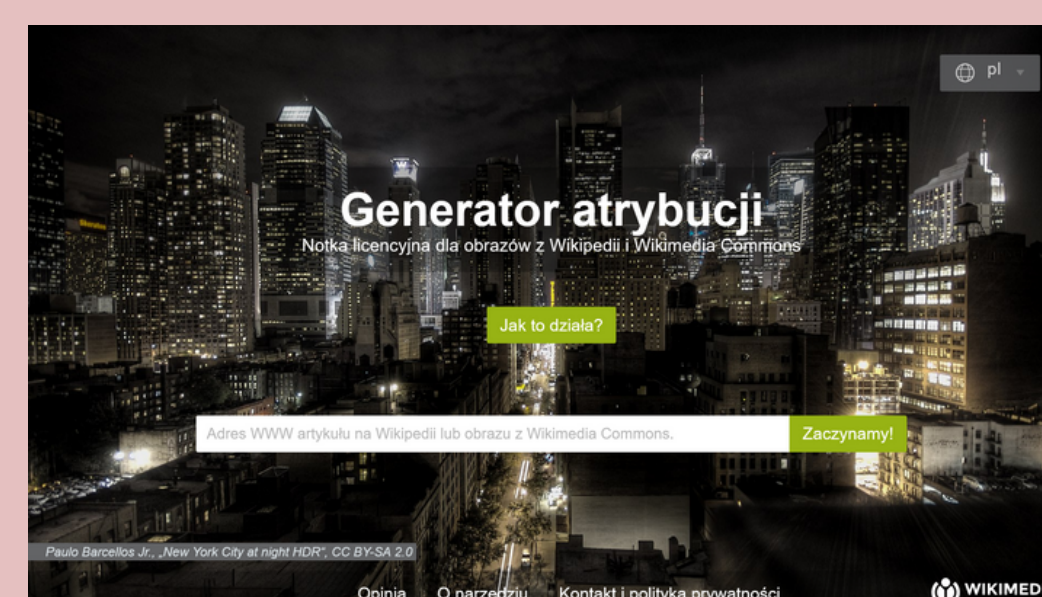 pl
Generator atrybucji
Notka licencyjna dla obrazów z Wikipedii i Wikimedia Commons
Jak to działa?
Adres WWW artykułu na Wikipedii lub obrazu z Wikimedia Commons.
Zaczynamy!
Paulo Barcellos Jr., „New York City at night HDR”, CC BY-SA 2.0
Opinia O narzędziu Kontakt i polityka prywatności
WIKIMED